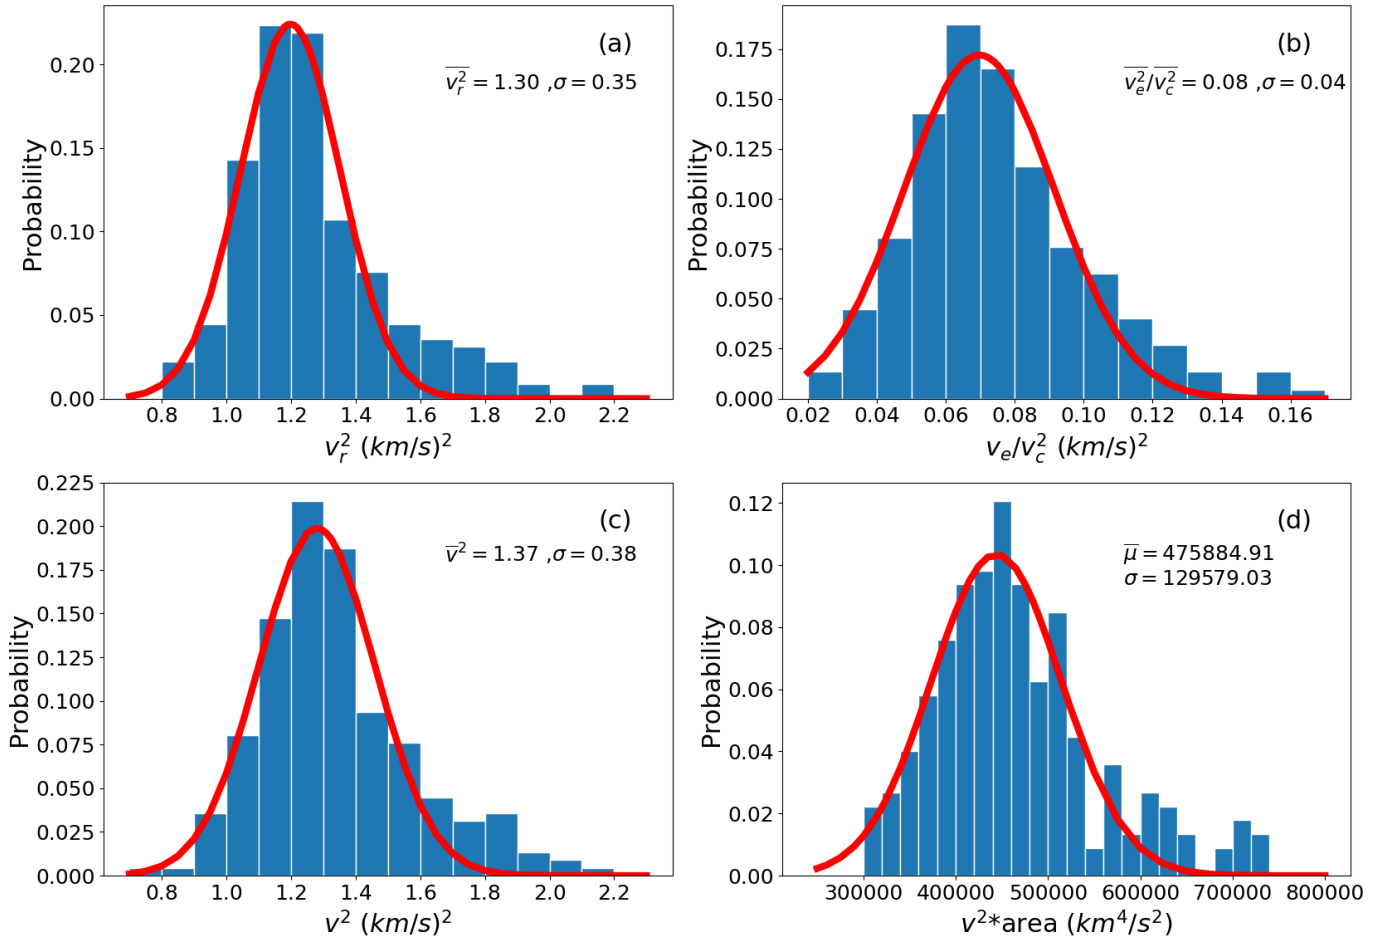 (a)
v_r^2 = 1.30 ,σ = 0.35
Probability
0.20
0.15
0.10
0.05
0.00
0.8 1.0 1.2 1.4 1.6 1.8 2.0 2.2
v_r^2 (km/s)^2
(b)
v_e^2/v_c^2 = 0.08 ,σ = 0.04
Probability
0.175
0.150
0.125
0.100
0.075
0.050
0.025
0.000
0.02 0.04 0.06 0.08 0.10 0.12 0.14 0.16
v_e/v_c^2 (km/s)^2
(c)
v^2 = 1.37 ,σ = 0.38
Probability
0.225
0.200
0.175
0.150
0.125
0.100
0.075
0.050
0.025
0.000
0.8 1.0 1.2 1.4 1.6 1.8 2.0 2.2
v^2 (km/s)^2
(d)
μ = 475884.91
σ = 129579.03
Probability
0.12
0.10
0.08
0.06
0.04
0.02
0.00
300000 400000 500000 600000 700000 800000
v^2*area (km^4/s^2)